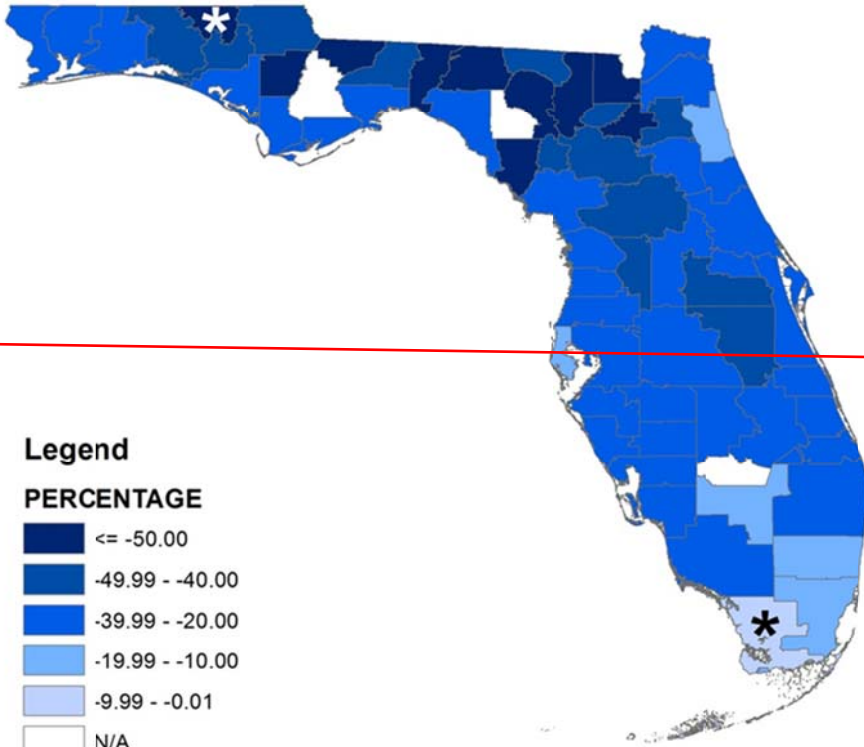 *
*
Legend
PERCENTAGE
<= -50.00
-49.99 - -40.00
-39.99 - -20.00
-19.99 - -10.00
-9.99 - -0.01
N/A